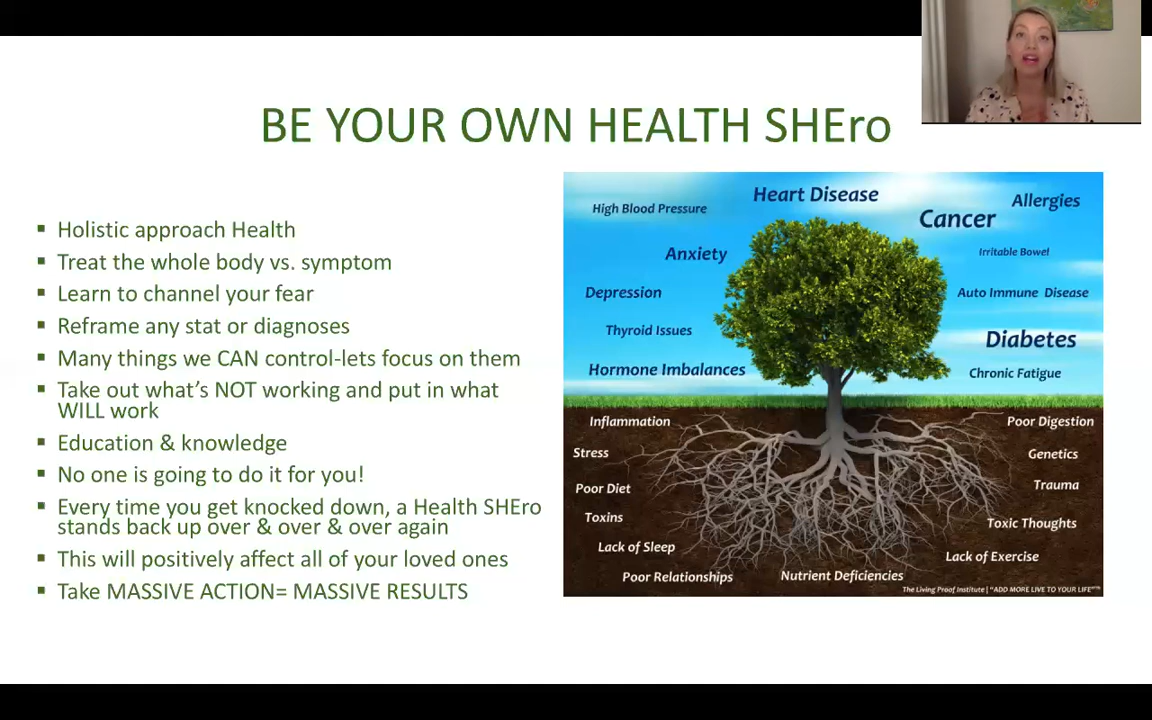 BE YOUR OWN HEALTH SHEro
▪ Holistic approach Health
▪ Treat the whole body vs. symptom
▪ Learn to channel your fear
▪ Reframe any stat or diagnoses
▪ Many things we CAN control-lets focus on them
▪ Take out what's NOT working and put in what
WILL work
▪ Education & knowledge
▪ No one is going to do it for you!
▪ Every time you get knocked down, a Health SHEro
stands back up over & over & over again
▪ This will positively affect all of your loved ones
▪ Take MASSIVE ACTION= MASSIVE RESULTS
Heart Disease
High Blood Pressure
Allergies
Cancer
Anxiety
Irritable Bowel
Depression
Auto Immune Disease
Thyroid Issues
Diabetes
Hormone Imbalances
Chronic Fatigue
Inflammation
Poor Digestion
Stress
Genetics
Poor Diet
Trauma
Toxins
Toxic Thoughts
Lack of Sleep
Lack of Exercise
Poor Relationships
Nutrient Deficiencies
The Living Proof Institute | "ADD MORE LIVE TO YOUR LIFE"™